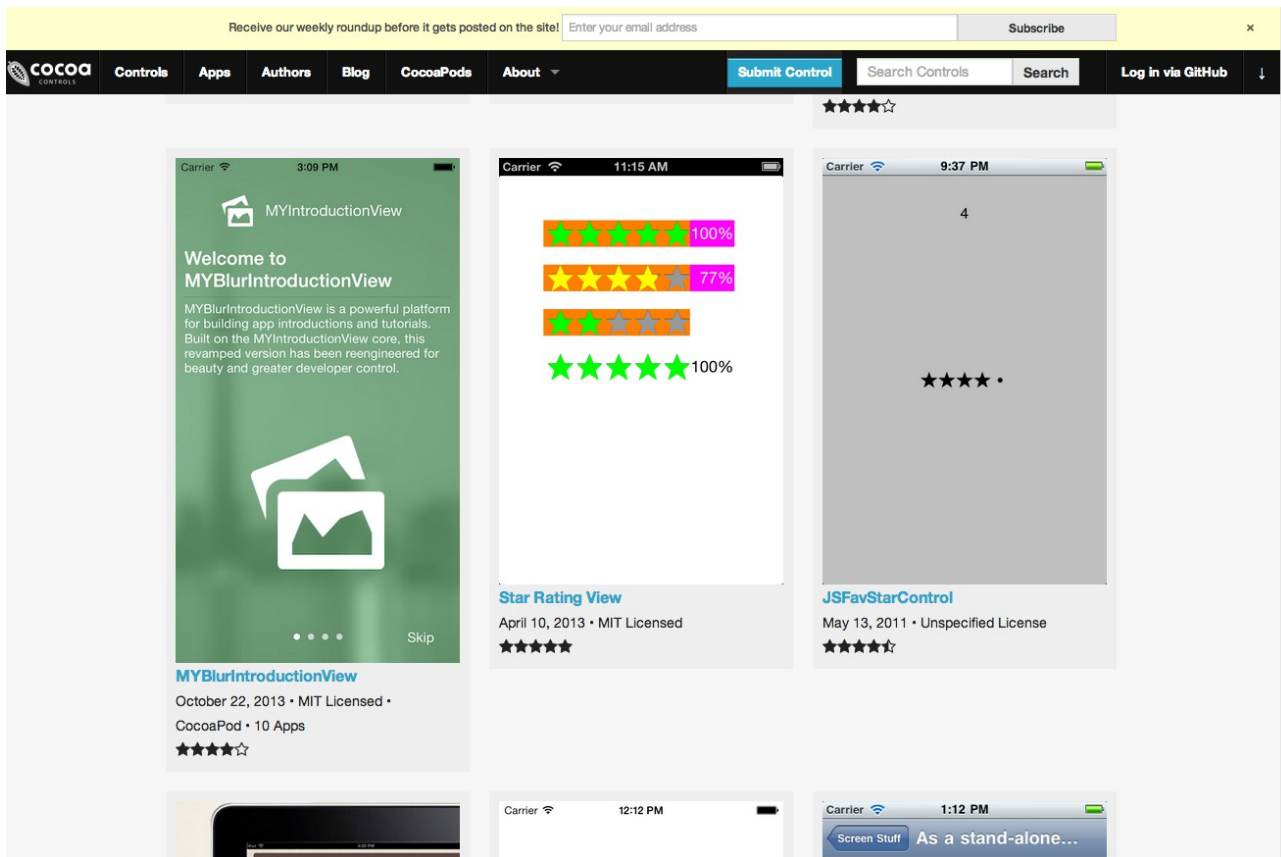 Receive our weekly roundup before it gets posted on the site! Enter your email address Subscribe ×
COCOA CONTROLS Controls Apps Authors Blog CocoaPods About Submit Control Search Controls Search Log in via GitHub ↓
★★★★☆
Carrier 3:09 PM
MYIntroductionView
Welcome to
MYBlurIntroductionView
MYBlurIntroductionView is a powerful platform
for building app introductions and tutorials.
Built on the MYIntroductionView core, this
revamped version has been reengineered for
beauty and greater developer control.
Skip
MYBlurIntroductionView
October 22, 2013 • MIT Licensed •
CocoaPod • 10 Apps
★★★★☆
Carrier 11:15 AM
100%
77%
100%
Star Rating View
April 10, 2013 • MIT Licensed
★★★★★
Carrier 9:37 PM
4
★★★★ •
JSFavStarControl
May 13, 2011 • Unspecified License
Carrier 12:12 PM
Carrier 1:12 PM
Screen Stuff As a stand-alone...